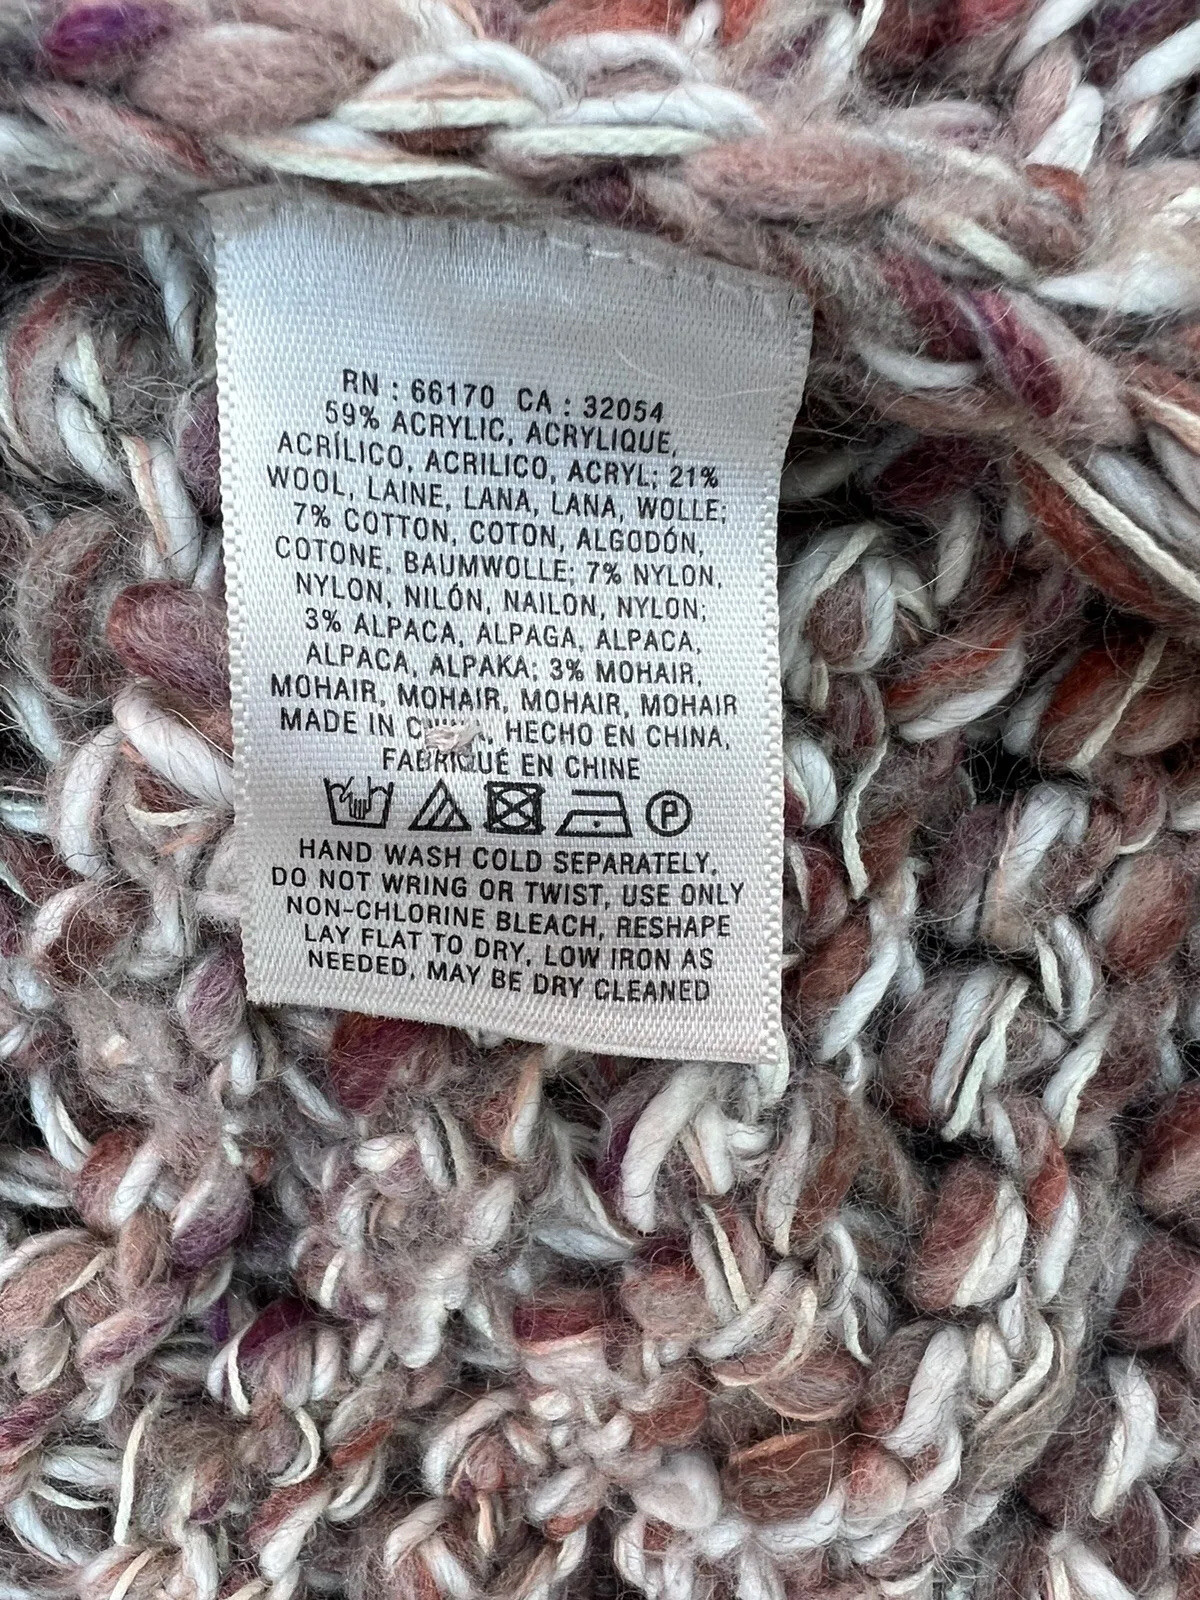 RN : 66170 CA : 32054
59% ACRYLIC, ACRYLIQUE,
ACRÍLICO, ACRILICO, ACRYL; 21%
WOOL, LAINE, LANA, LANA, WOLLE;
7% COTTON, COTON, ALGODÓN,
COTONE, BAUMWOLLE; 7% NYLON,
NYLON, NILÓN, NAILON, NYLON;
3% ALPACA, ALPAGA, ALPACA,
ALPACA, ALPAKA; 3% MOHAIR,
MOHAIR, MOHAIR, MOHAIR, MOHAIR
MADE IN HECHO EN CHINA,
FABRIQUÉ EN CHINE
P
HAND WASH COLD SEPARATELY,
DO NOT WRING OR TWIST, USE ONLY
NON-CHLORINE BLEACH, RESHAPE
LAY FLAT TO DRY, LOW IRON AS
NEEDED, MAY BE DRY CLEANED